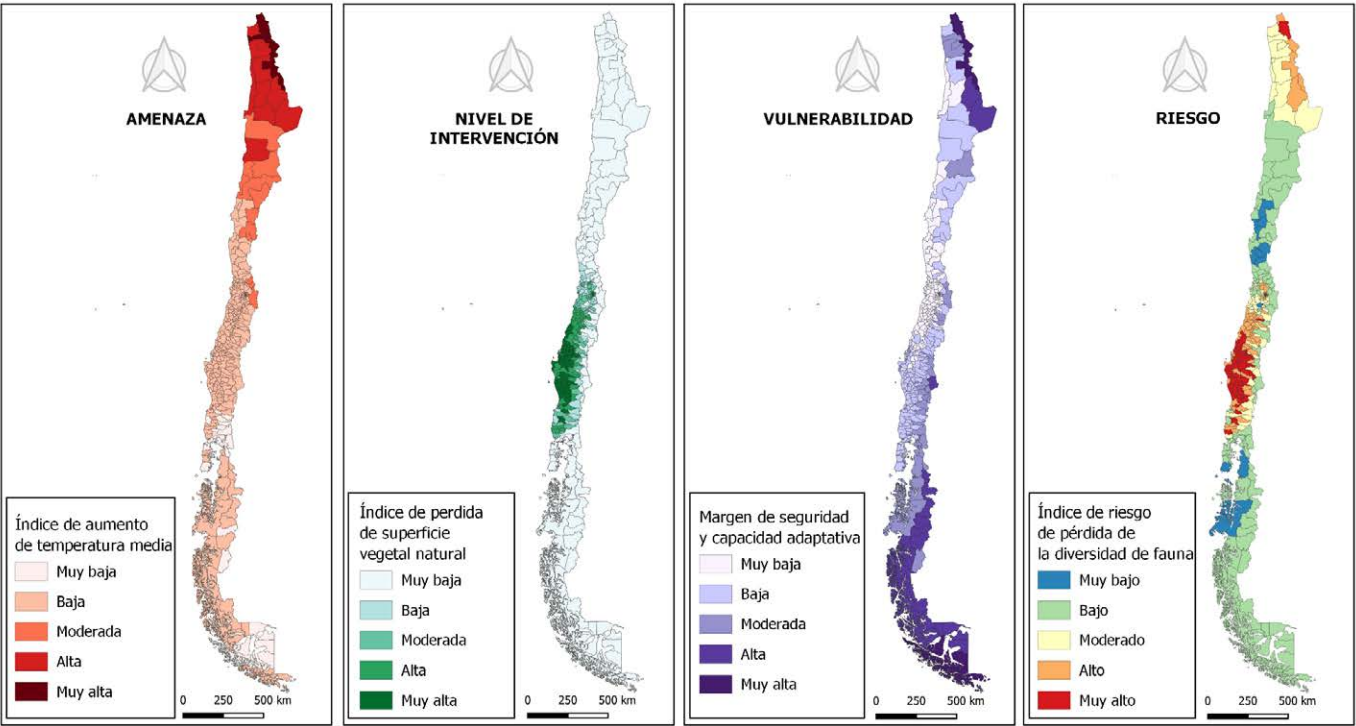 AMENAZA
Índice de aumento
de temperatura media
Muy baja
Baja
Moderada
Alta
Muy alta
0 250 500 km
NIVEL DE
INTERVENCIÓN
Índice de perdida
de superficie
vegetal natural
Muy baja
Baja
Moderada
Alta
Muy alta
0 250 500 km
VULNERABILIDAD
Margen de seguridad
y capacidad adaptativa
Muy baja
Baja
Moderada
Alta
Muy alta
0 250 500 km
RIESGO
Índice de riesgo
de pérdida de
la diversidad de fauna
Muy bajo
Bajo
Moderado
Alto
Muy alto
0 250 500 km